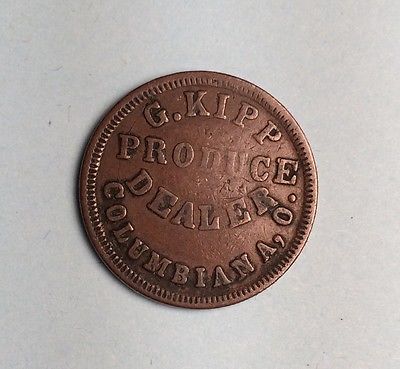 G. KIPP
PRODUCE
DEALER
COLUMBIANA, O.